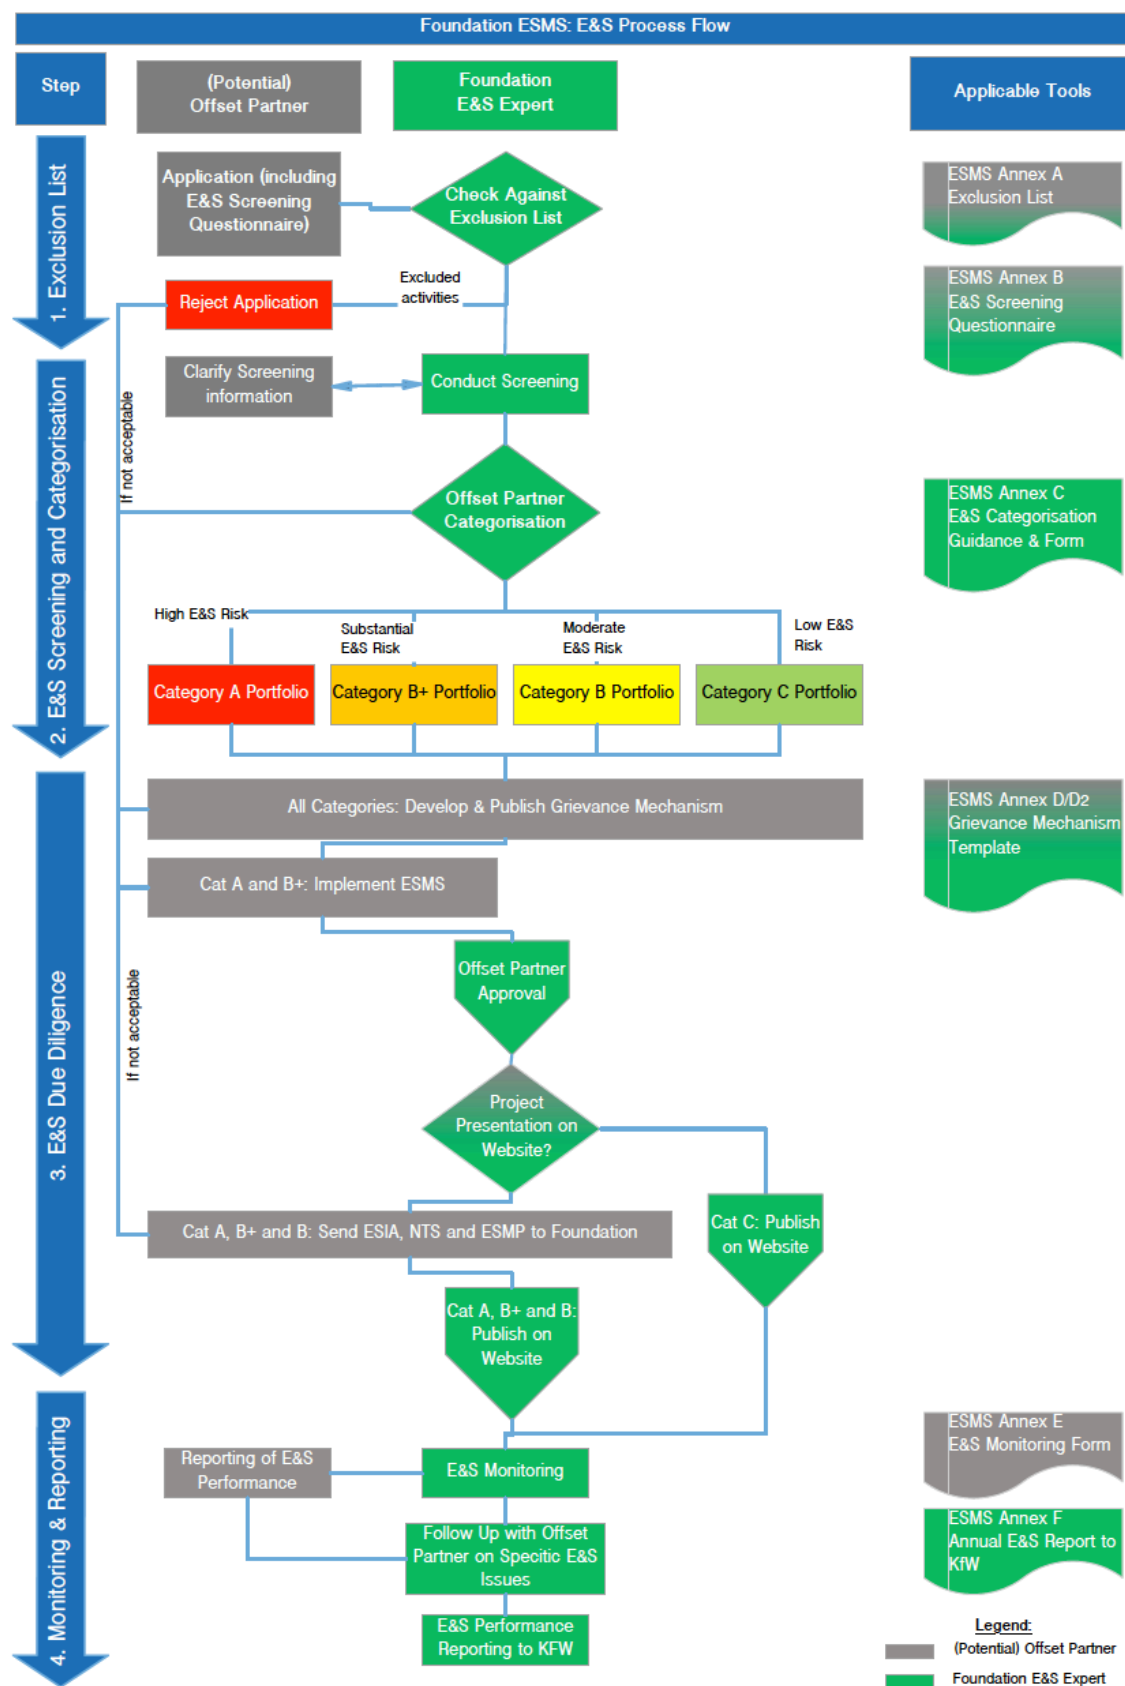 Foundation ESMS: E&S Process Flow
Step
(Potential)
Offset Partner
Foundation
E&S Expert
Applicable Tools
1. Exclusion List
Application (including
E&S Screening
Questionnaire)
Check Against
Exclusion List
ESMS Annex A
Exclusion List
Excluded
activities
Reject Application
ESMS Annex B
E&S Screening
Questionnaire
2. E&S Screening and Categorisation
Clarify Screening
information
Conduct Screening
If not acceptable
Offset Partner
Categorisation
ESMS Annex C
E&S Categorisation
Guidance & Form
High E&S Risk
Substantial
E&S Risk
Moderate
E&S Risk
Low E&S
Risk
Category A Portfolio
Category B+ Portfolio
Category B Portfolio
Category C Portfolio
3. E&S Due Diligence
All Categories: Develop & Publish Grievance Mechanism
ESMS Annex D/D2
Grievance Mechanism
Template
Cat A and B+: Implement ESMS
Offset Partner
Approval
If not acceptable
Project
Presentation on
Website?
Cat A, B+ and B: Send ESIA, NTS and ESMP to Foundation
Cat C: Publish
on Website
Cat A, B+ and B:
Publish on
Website
4. Monitoring & Reporting
Reporting of E&S
Performance
E&S Monitoring
ESMS Annex E
E&S Monitoring Form
Follow Up with Offset
Partner on Specitic E&S
Issues
ESMS Annex F
Annual E&S Report to
KfW
E&S Performance
Reporting to KFW
Legend:
(Potential) Offset Partner
Foundation E&S Expert